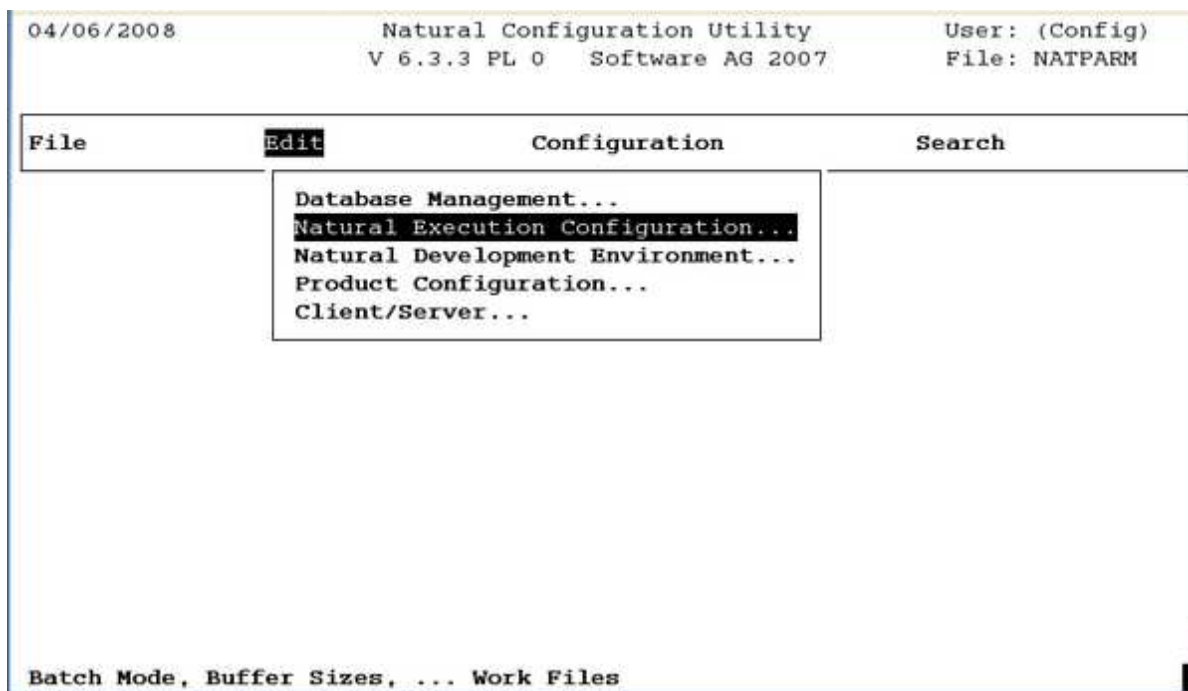 04/06/2008 Natural Configuration Utility User: (Config)
V 6.3.3 PL 0 Software AG 2007 File: NATPARM
File Edit Configuration Search
Database Management...
Natural Execution Configuration...
Natural Development Environment...
Product Configuration...
Client/Server...
Batch Mode, Buffer Sizes, ... Work Files